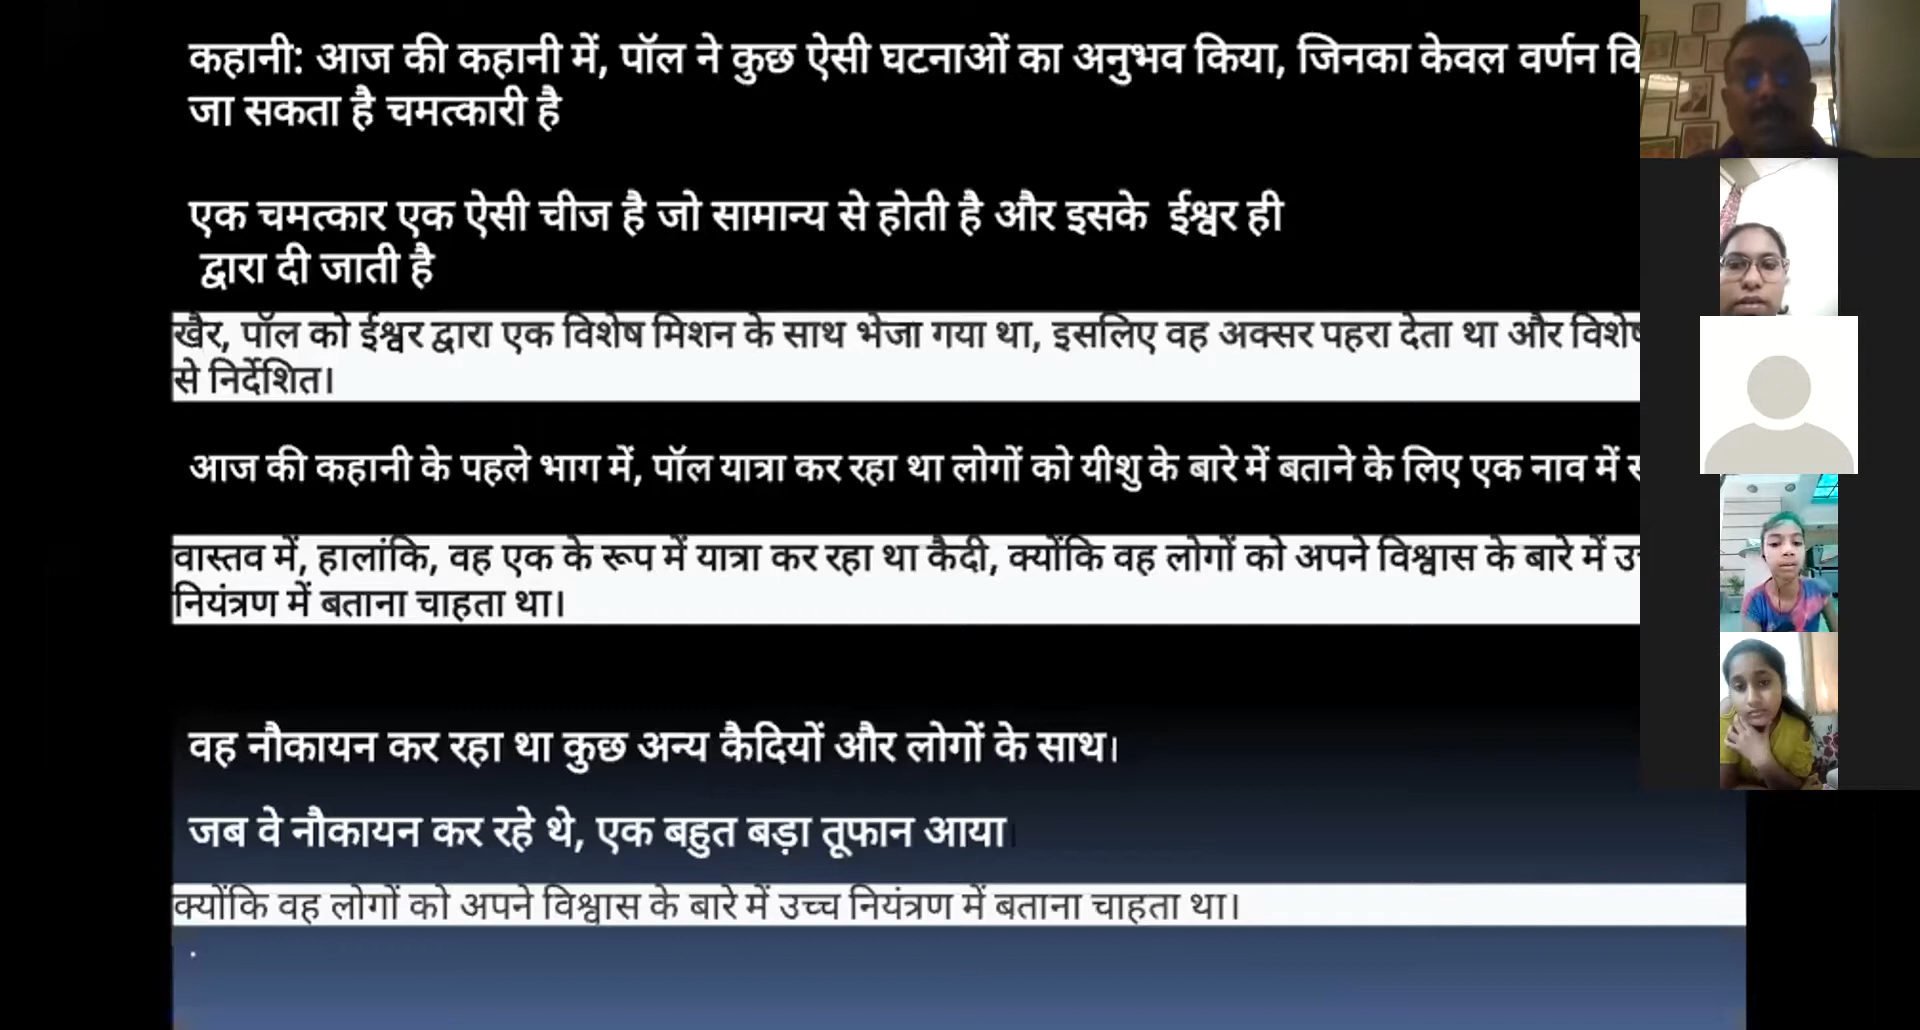 कहानी: आज की कहानी में, पॉल ने कुछ ऐसी घटनाओं का अनुभव किया, जिनका केवल वर्णन
जा सकता है चमत्कारी है
एक चमत्कार एक ऐसी चीज है जो सामान्य से होती है और इसके ईश्वर ही
द्वारा दी जाती है
खैर, पॉल को ईश्वर द्वारा एक विशेष मिशन के साथ भेजा गया था, इसलिए वह अक्सर पहरा देता था और
से निर्देशित।
आज की कहानी के पहले भाग में, पॉल यात्रा कर रहा था लोगों को यीशु के बारे में बताने के लिए एक नाव में
वास्तव में, हालांकि, वह एक के रूप में यात्रा कर रहा था कैदी, क्योंकि वह लोगों को अपने विश्वास के बारे में
नियंत्रण में बताना चाहता था।
वह नौकायन कर रहा था कुछ अन्य कैदियों और लोगों के साथ।
जब वे नौकायन कर रहे थे, एक बहुत बड़ा तूफान आया
क्योंकि वह लोगों को अपने विश्वास के बारे में उच्च नियंत्रण में बताना चाहता था।